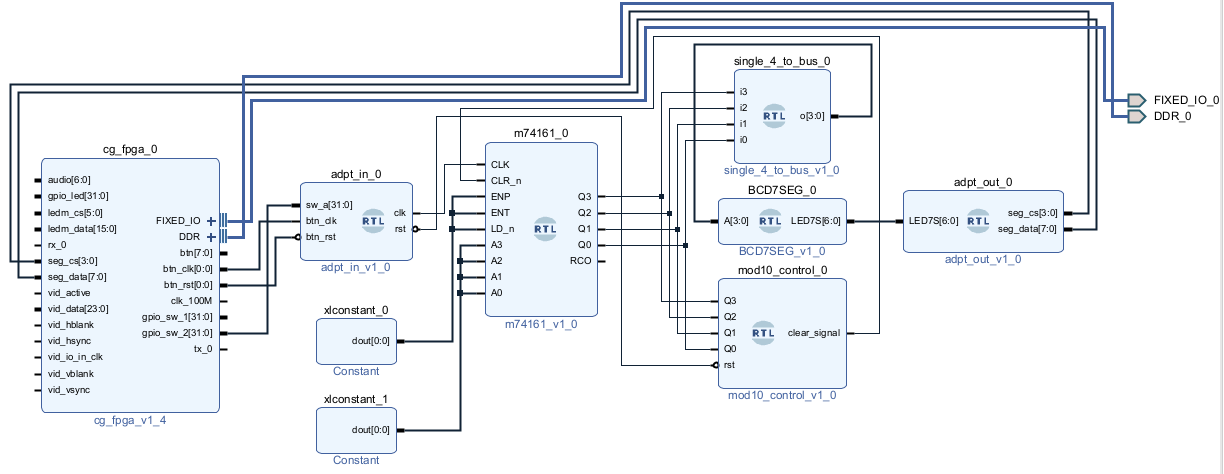 cg_fpga_0
audio[6:0]
gpio_led[31:0]
ledm_cs[5:0]
ledm_data[15:0]
rx_0
seg_cs[3:0]
seg_data[7:0]
vid_active
vid_data[23:0]
vid_hblank
vid_hsync
vid_io_in_clk
vid_vblank
vid_vsync
FIXED_IO
DDR
btn[7:0]
btn_clk[0:0]
btn_rst[0:0]
clk_100M
gpio_sw_1[31:0]
gpio_sw_2[31:0]
tx_0
cg_fpga_v1_4
adpt_in_0
sw_a[31:0]
btn_clk
btn_rst
RTL
clk
rst
adpt_in_v1_0
xlconstant_0
dout[0:0]
Constant
xlconstant_1
dout[0:0]
Constant
m74161_0
CLK
CLR_n
ENP
ENT
LD_n
A3
A2
A1
A0
RTL
Q3
Q2
Q1
Q0
RCO
m74161_v1_0
single_4_to_bus_0
i3
i2
i1
i0
RTL
o[3:0]
single_4_to_bus_v1_0
BCD7SEG_0
A[3:0]
RTL
LED7S[6:0]
BCD7SEG_v1_0
mod10_control_0
Q3
Q2
Q1
Q0
rst
RTL
clear_signal
mod10_control_v1_0
adpt_out_0
LED7S[6:0]
RTL
seg_cs[3:0]
seg_data[7:0]
adpt_out_v1_0
FIXED_IO_0
DDR_0